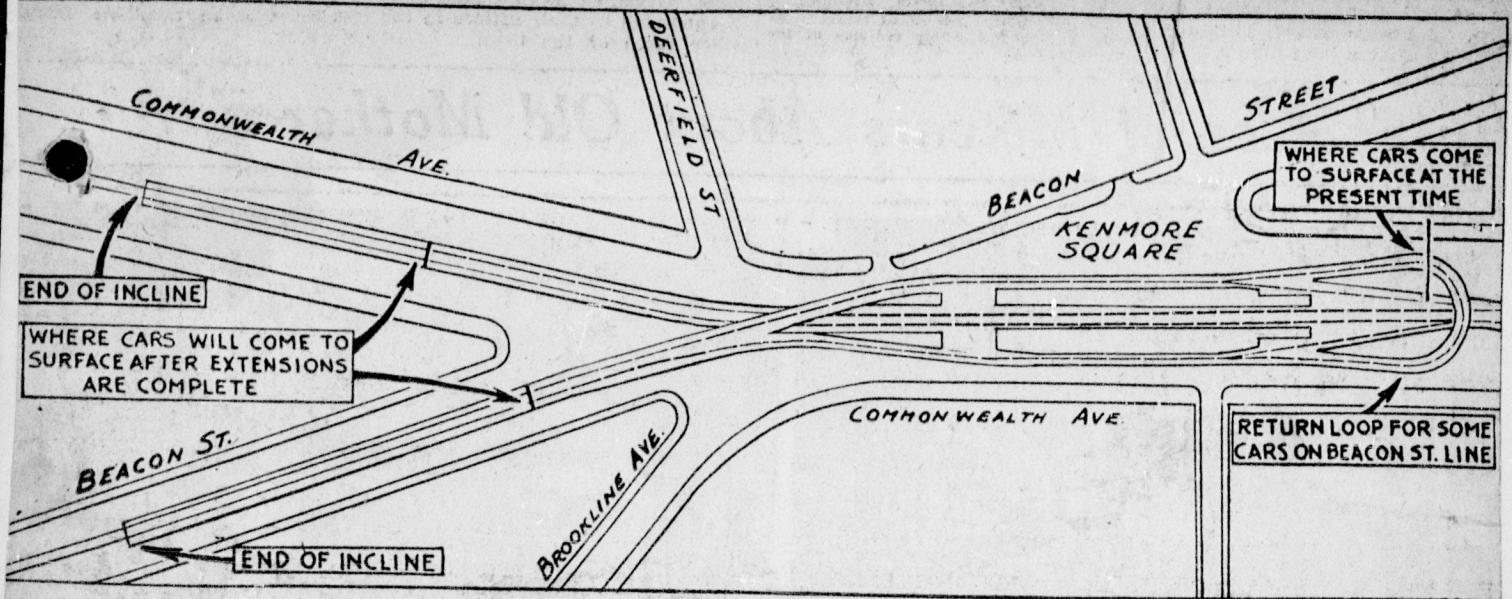 COMMONWEALTH AVE.
DEERFIELD ST
BEACON
STREET
KENMORE
SQUARE
WHERE CARS COME
TO SURFACE AT THE
PRESENT TIME
END OF INCLINE
WHERE CARS WILL COME TO
SURFACE AFTER EXTENSIONS
ARE COMPLETE
BEACON ST.
END OF INCLINE
BROOKLINE AVE.
COMMONWEALTH AVE
RETURN LOOP FOR SOME
CARS ON BEACON ST. LINE